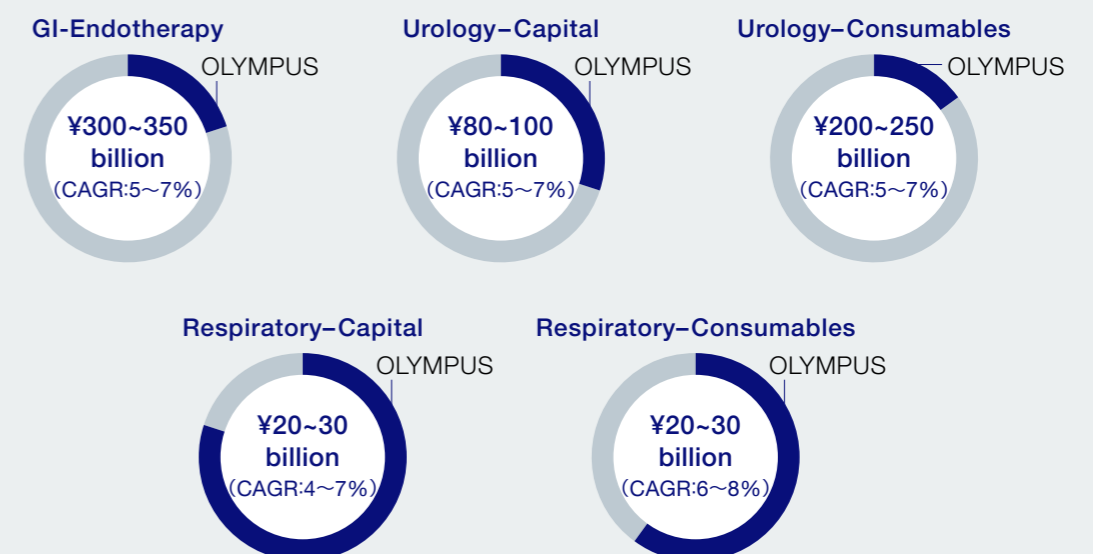 GI-Endotherapy
OLYMPUS
¥300~350
billion
(CAGR:5〜7%)
Urology–Capital
OLYMPUS
¥80~100
billion
(CAGR:5〜7%)
Urology–Consumables
OLYMPUS
¥200~250
billion
(CAGR:5〜7%)
Respiratory–Capital
OLYMPUS
¥20~30
billion
(CAGR:4〜7%)
Respiratory–Consumables
OLYMPUS
¥20~30
billion
(CAGR:6〜8%)